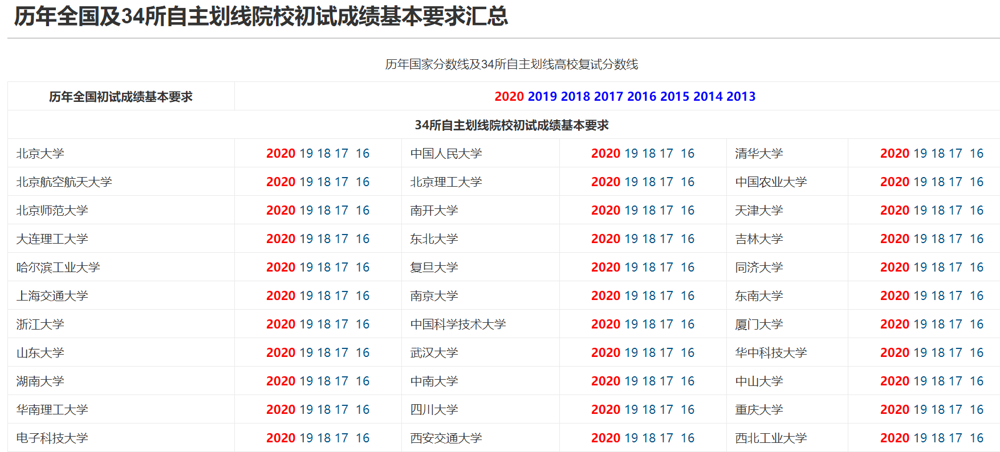 历年全国及34所自主划线院校初试成绩基本要求汇总
历年国家分数线及34所自主划线高校复试分数线
历年全国初试成绩基本要求 2020 2019 2018 2017 2016 2015 2014 2013
34所自主划线院校初试成绩基本要求
北京大学 2020 19 18 17 16 中国人民大学 2020 19 18 17 16 清华大学 2020 19 18 17 16
北京航空航天大学 2020 19 18 17 16 北京理工大学 2020 19 18 17 16 中国农业大学 2020 19 18 17 16
北京师范大学 2020 19 18 17 16 南开大学 2020 19 18 17 16 天津大学 2020 19 18 17 16
大连理工大学 2020 19 18 17 16 东北大学 2020 19 18 17 16 吉林大学 2020 19 18 17 16
哈尔滨工业大学 2020 19 18 17 16 复旦大学 2020 19 18 17 16 同济大学 2020 19 18 17 16
上海交通大学 2020 19 18 17 16 南京大学 2020 19 18 17 16 东南大学 2020 19 18 17 16
浙江大学 2020 19 18 17 16 中国科学技术大学 2020 19 18 17 16 厦门大学 2020 19 18 17 16
山东大学 2020 19 18 17 16 武汉大学 2020 19 18 17 16 华中科技大学 2020 19 18 17 16
湖南大学 2020 19 18 17 16 中南大学 2020 19 18 17 16 中山大学 2020 19 18 17 16
华南理工大学 2020 19 18 17 16 四川大学 2020 19 18 17 16 重庆大学 2020 19 18 17 16
电子科技大学 2020 19 18 17 16 西安交通大学 2020 19 18 17 16 西北工业大学 2020 19 18 17 16